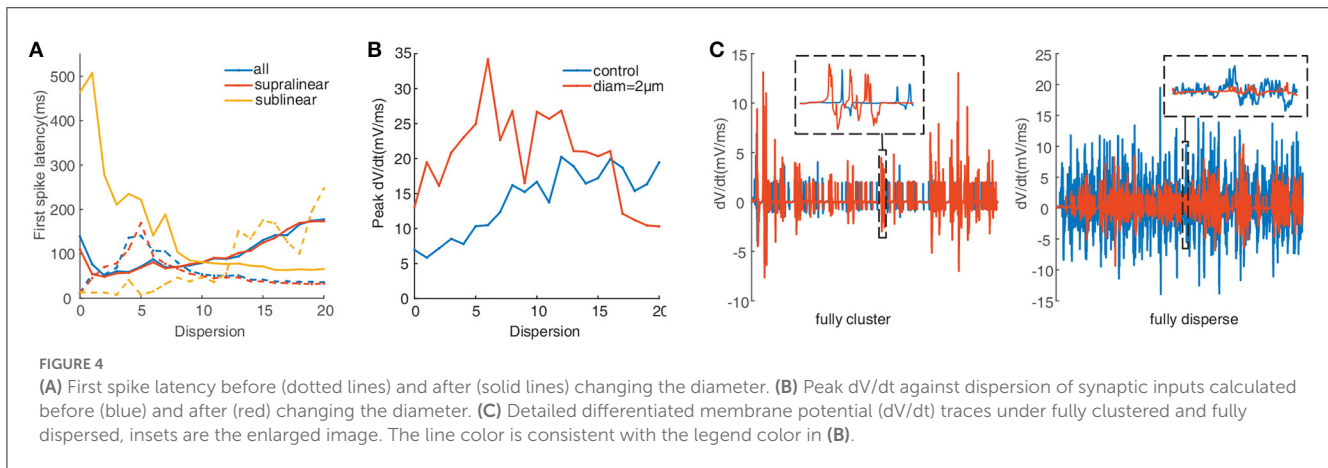 A
First spike latency(ms)
500
400
300
200
100
0
all
supralinear
sublinear
0 5 10 15 20
Dispersion
B
Peak dV/dt(mV/ms)
35
30
25
20
15
10
5
0
control
diam=2μm
0 5 10 15 20
Dispersion
C
dV/dt(mV/ms)
15
10
5
0
-5
-10
fully cluster
dV/dt(mV/ms)
25
20
15
10
5
0
-5
-10
-15
fully disperse
FIGURE 4
(A) First spike latency before (dotted lines) and after (solid lines) changing the diameter. (B) Peak dV/dt against dispersion of synaptic inputs calculated
before (blue) and after (red) changing the diameter. (C) Detailed differentiated membrane potential (dV/dt) traces under fully clustered and fully
dispersed, insets are the enlarged image. The line color is consistent with the legend color in (B).